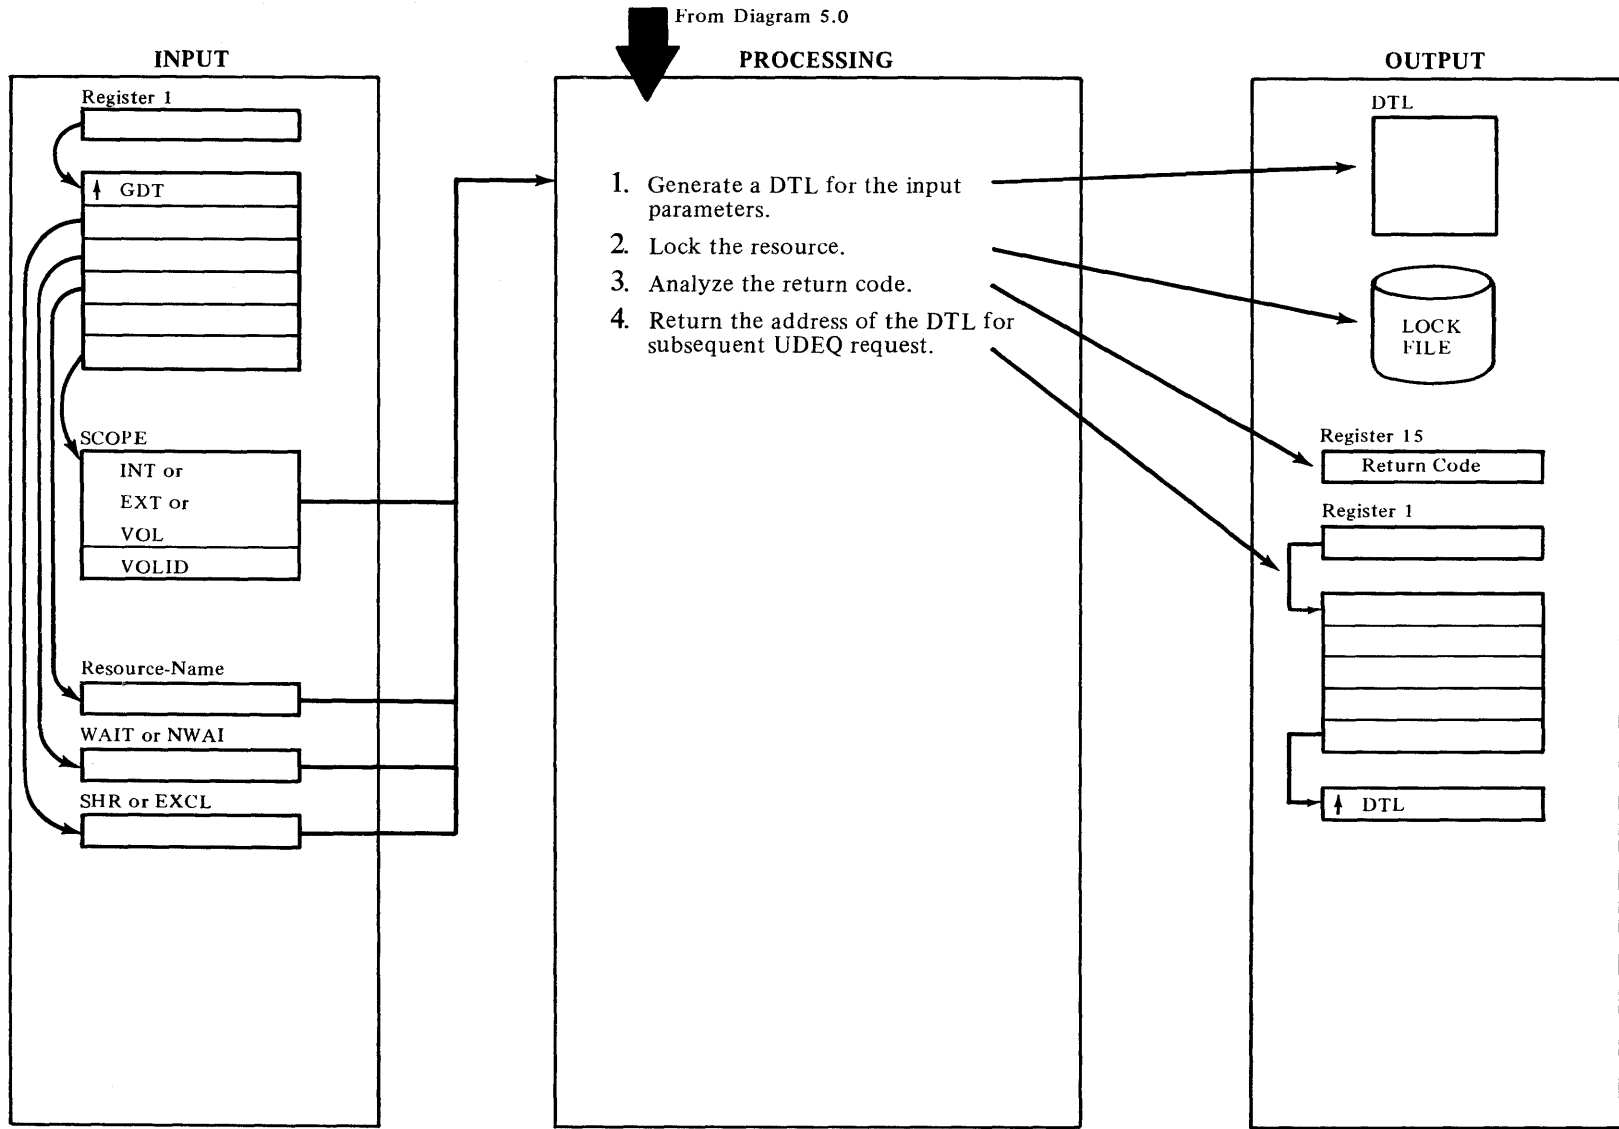 From Diagram 5.0
INPUT
Register 1
GDT
SCOPE
INT or
EXT or
VOL
VOLID
Resource-Name
WAIT or NWAI
SHR or EXCL
PROCESSING
1. Generate a DTL for the input
parameters.
2. Lock the resource.
3. Analyze the return code.
4. Return the address of the DTL for
subsequent UDEQ request.
OUTPUT
DTL
LOCK
FILE
Register 15
Return Code
Register 1
DTL